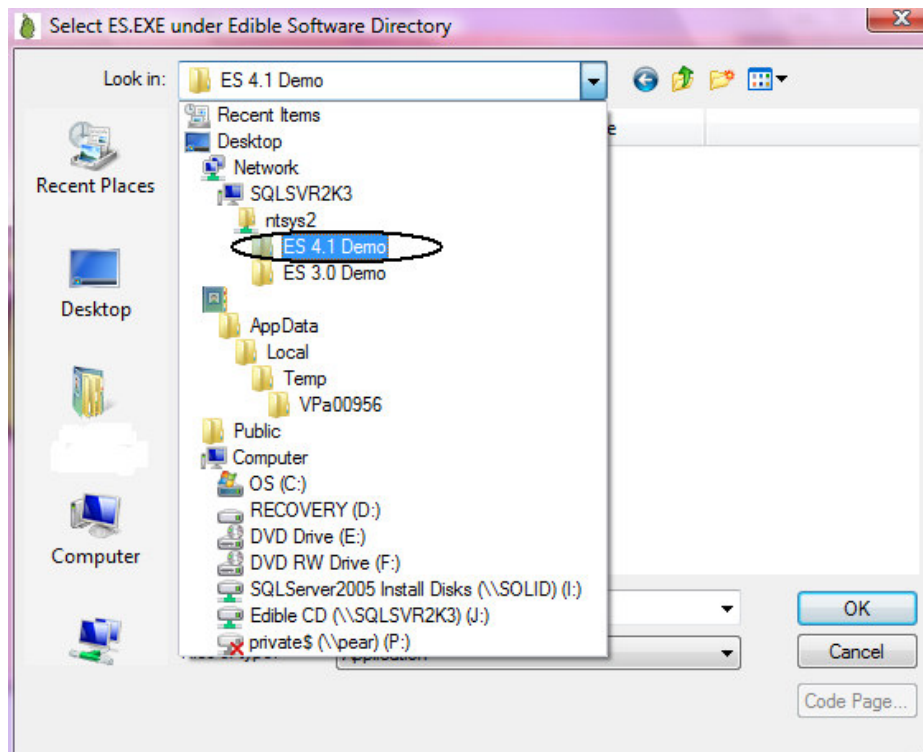 Select ES.EXE under Edible Software Directory
Look in: ES 4.1 Demo
Recent Items
Desktop
Network
SQLSVR2K3
ntsys2
ES 4.1 Demo
ES 3.0 Demo
AppData
Local
Temp
VPa00956
Public
Computer
OS (C:)
RECOVERY (D:)
DVD Drive (E:)
DVD RW Drive (F:)
SQLServer2005 Install Disks (\\SOLID) (I:)
Edible CD (\\SQLSVR2K3) (J:)
private$ (\\pear) (P:)
Recent Places
Desktop
Computer
OK
Cancel
Code Page...